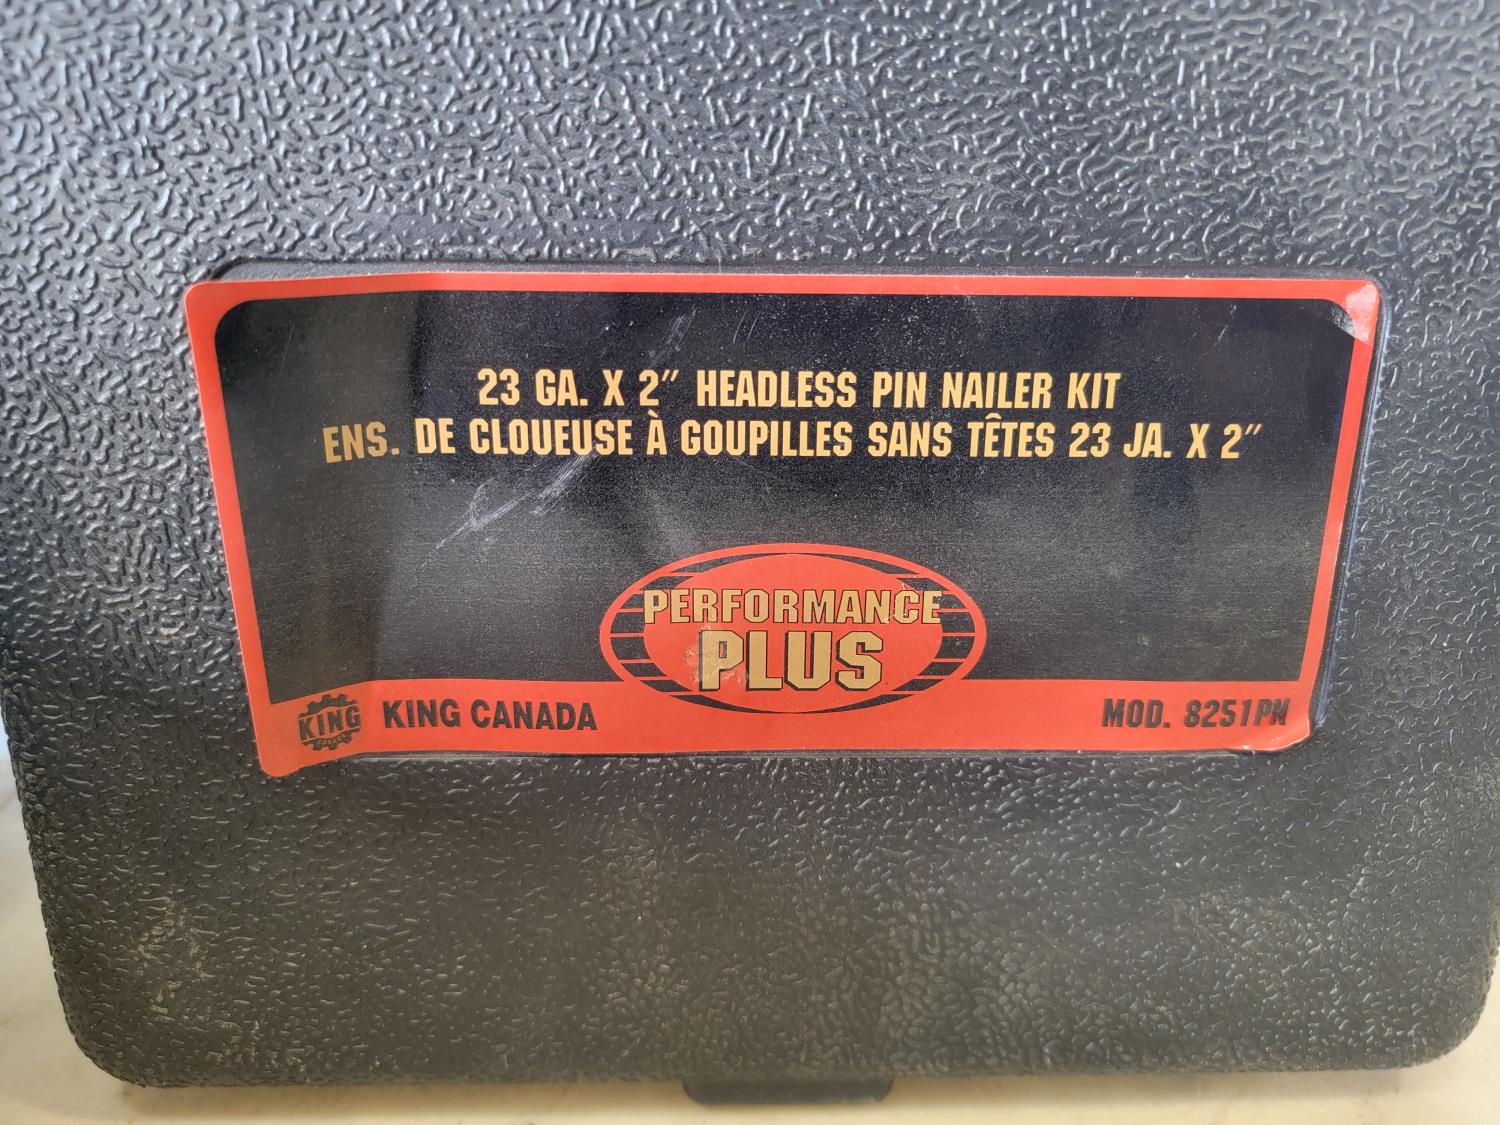 23 GA. X 2" HEADLESS PIN NAILER KIT
ENS. DE CLOUEUSE À GOUPILLES SANS TÊTES 23 JA. X 2"
PERFORMANCE
PLUS
KING
CANADA
KING CANADA
MOD. 8251PN